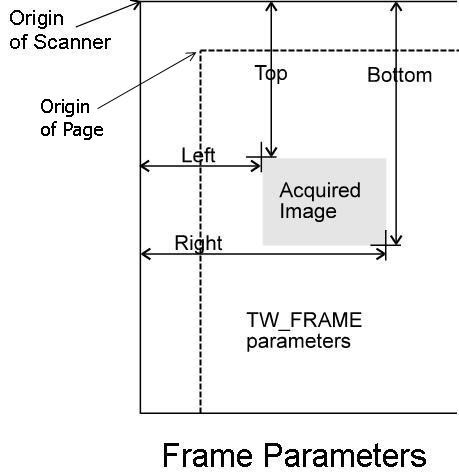 Origin
of Scanner
Top
Bottom
Origin
of Page
Left
Acquired
Image
Right
TW_FRAME
parameters
Frame Parameters